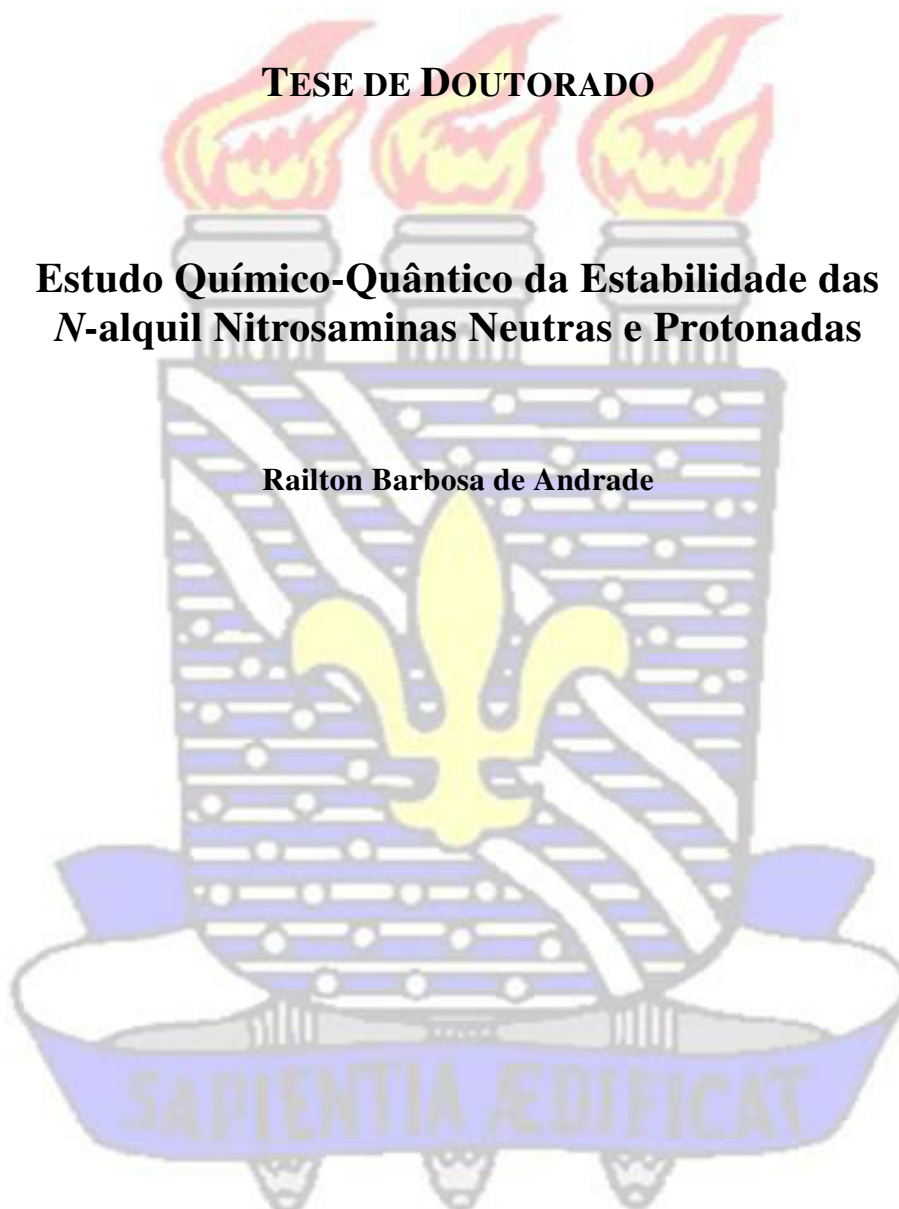 TESE DE DOUTORADO
Estudo Químico-Quântico da Estabilidade das
N-alquil Nitrosaminas Neutras e Protonadas
Railton Barbosa de Andrade
SAPIENTIA ÆDIFICAT